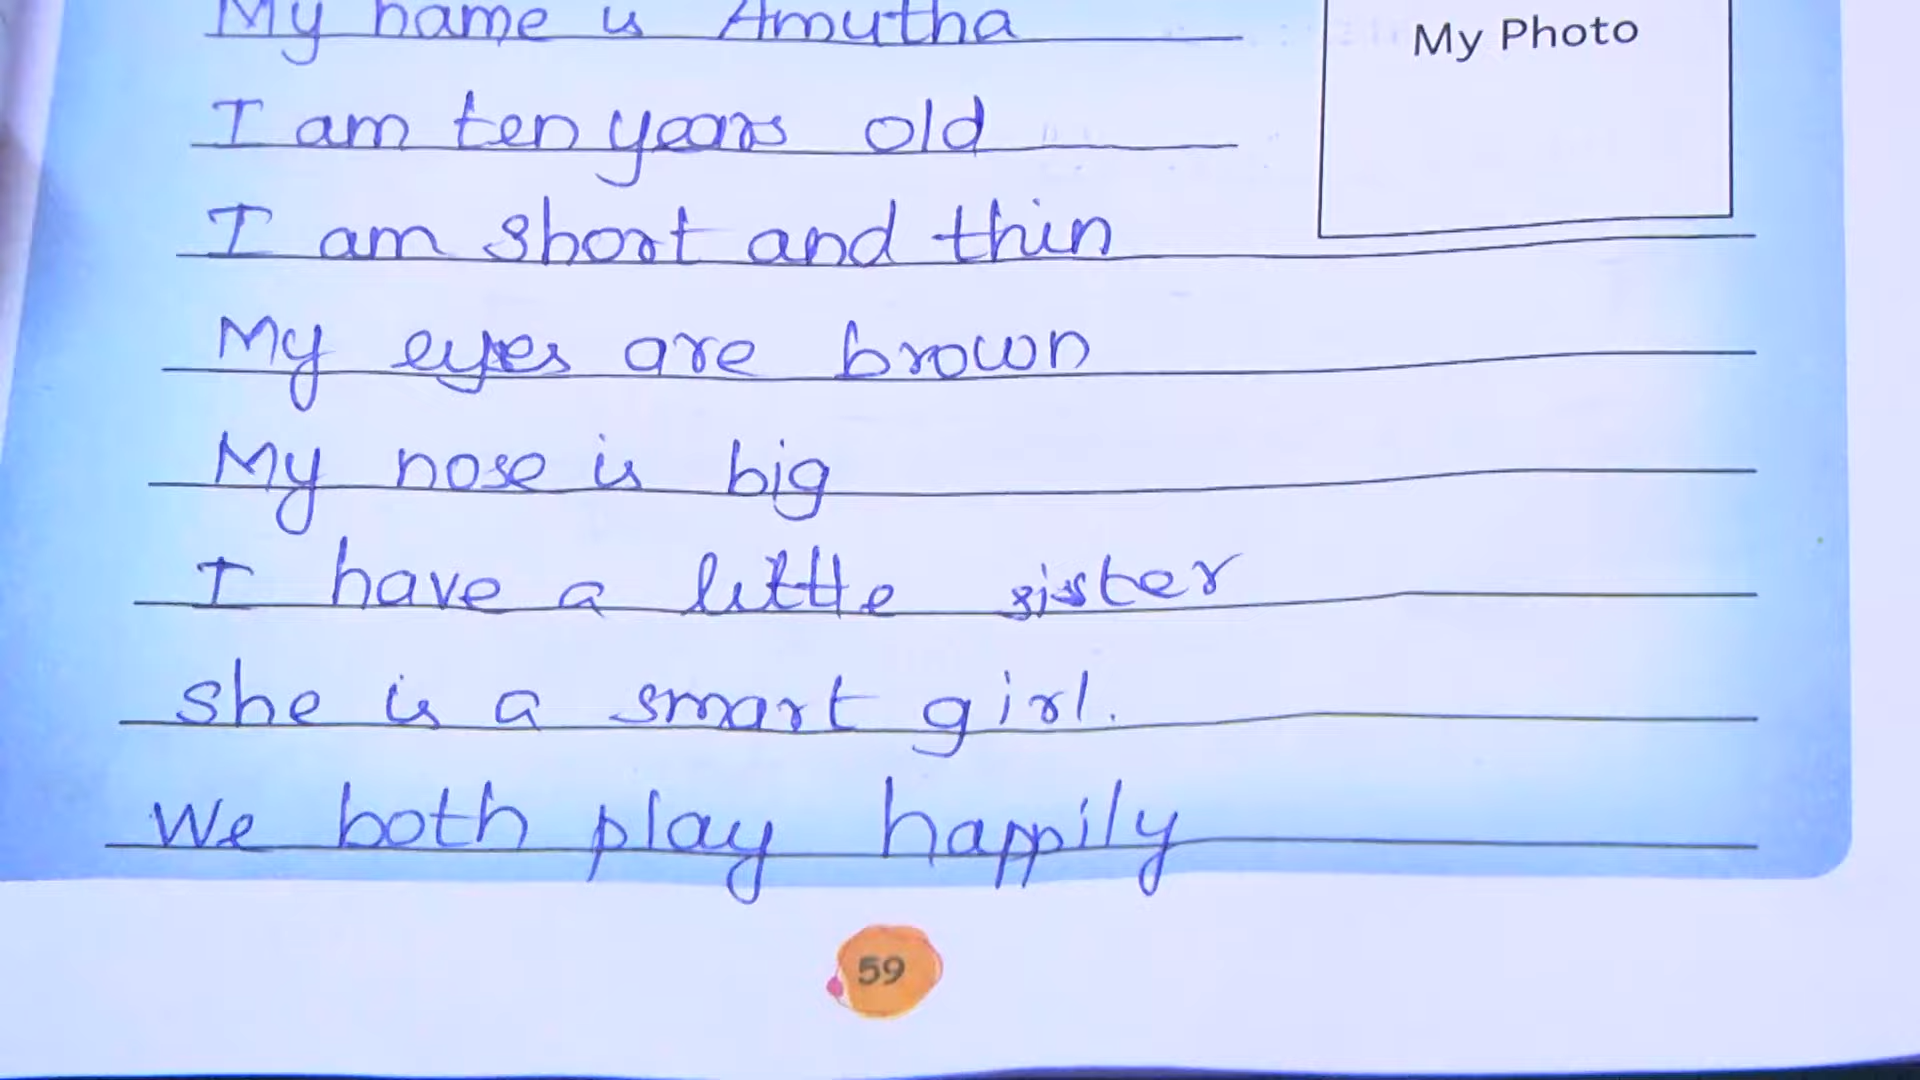 My name is Amutha
My Photo
I am ten years old
I am short and thin
My eyes are brown
My nose is big
I have a little sister
she is a smart girl.
We both play happily
59